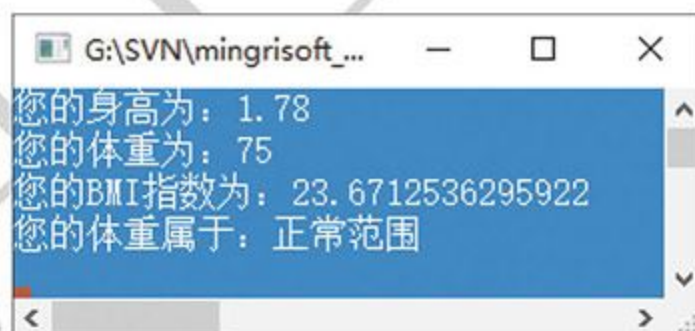 G:\SVN\mingrisoft_...
您的身高为：1.78
您的体重为：75
您的BMI指数为：23.6712536295922
您的体重属于：正常范围